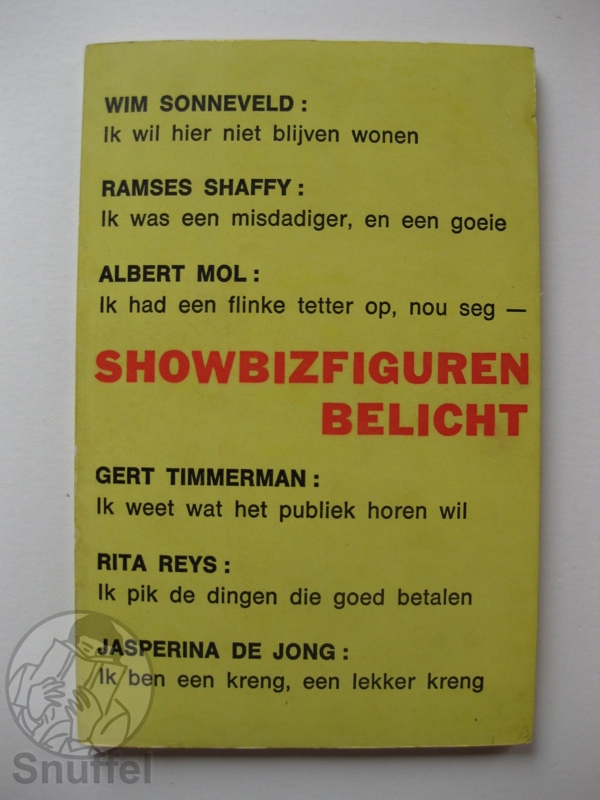 WIM SONNEVELD :
Ik wil hier niet blijven wonen
RAMSES SHAFFY :
Ik was een misdadiger, en een goeie
ALBERT MOL :
Ik had een flinke tetter op, nou seg —
SHOWBIZFIGUREN
BELICHT
GERT TIMMERMAN :
Ik weet wat het publiek horen wil
RITA REYS :
Ik pik de dingen die goed betalen
JASPERINA DE JONG :
Ik ben een kreng, een lekker kreng
Snuffel